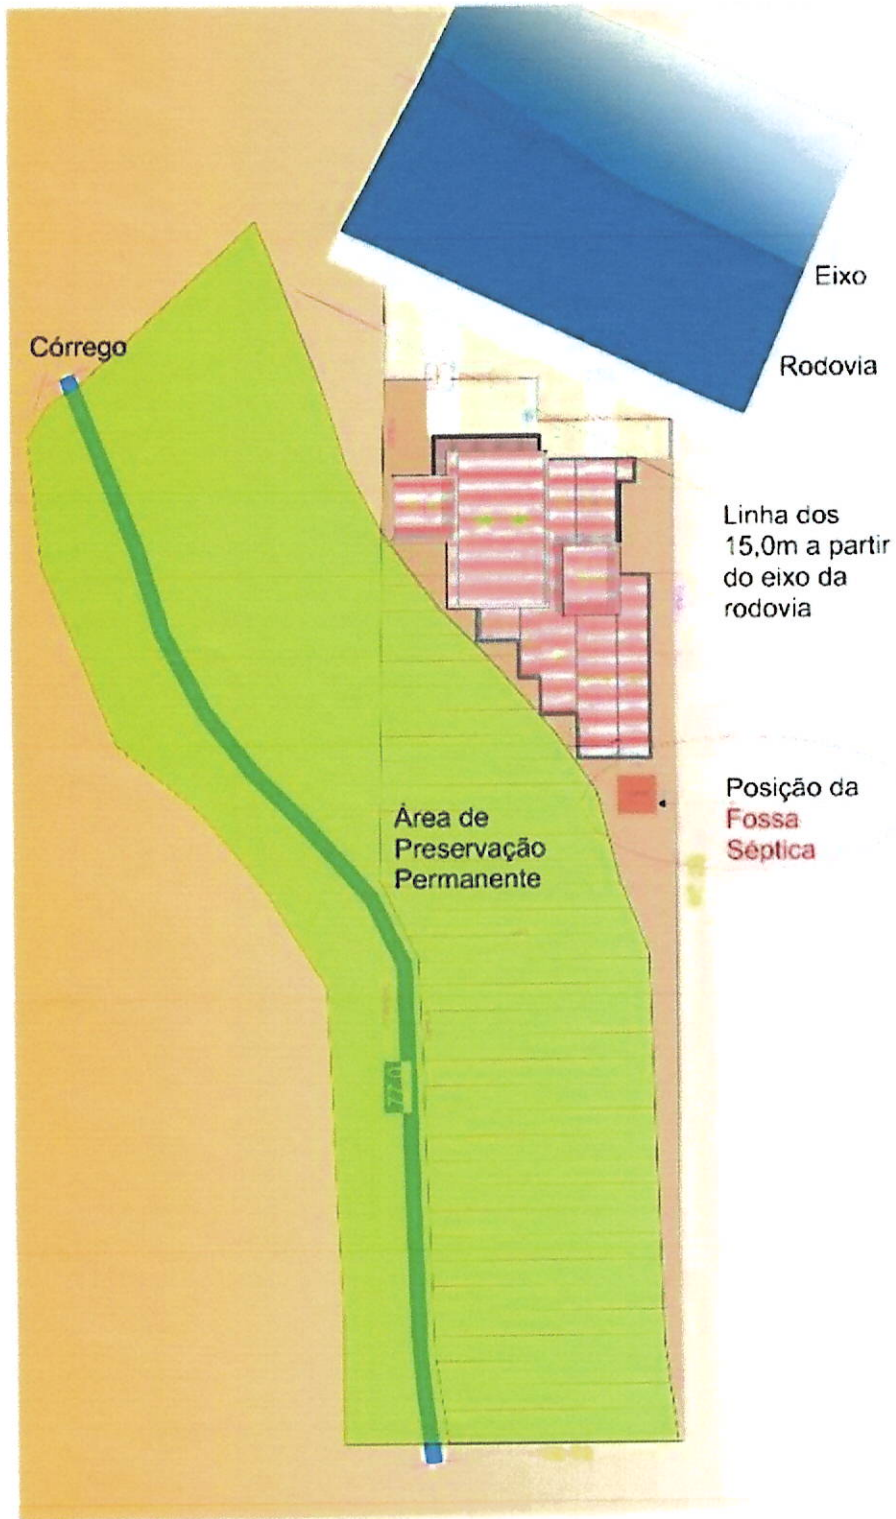 Eixo
Rodovia
Córrego
Linha dos
15,0m a partir
do eixo da
rodovia
Posição da
Fossa
Séptica
Área de
Preservação
Permanente